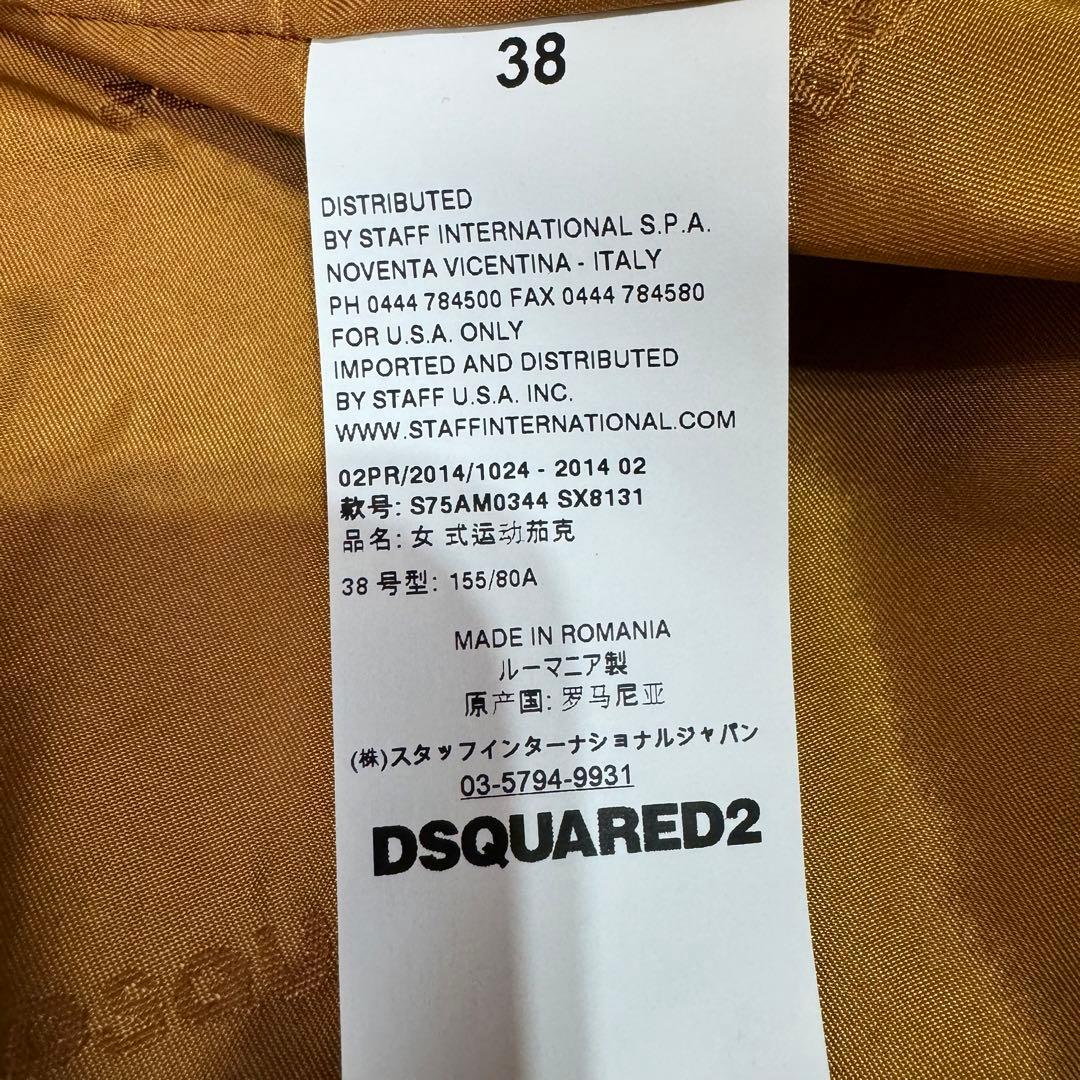 38
DISTRIBUTED
BY STAFF INTERNATIONAL S.P.A.
NOVENTA VICENTINA - ITALY
PH 0444 784500 FAX 0444 784580
FOR U.S.A. ONLY
IMPORTED AND DISTRIBUTED
BY STAFF U.S.A. INC.
WWW.STAFFINTERNATIONAL.COM
02PR/2014/1024 - 2014 02
款号: S75AM0344 SX8131
品名: 女 式运动茄克
38 号型: 155/80A
MADE IN ROMANIA
ルーマニア製
原产国: 罗马尼亚
(株)スタッフインターナショナルジャパン
03-5794-9931
DSQUARED2